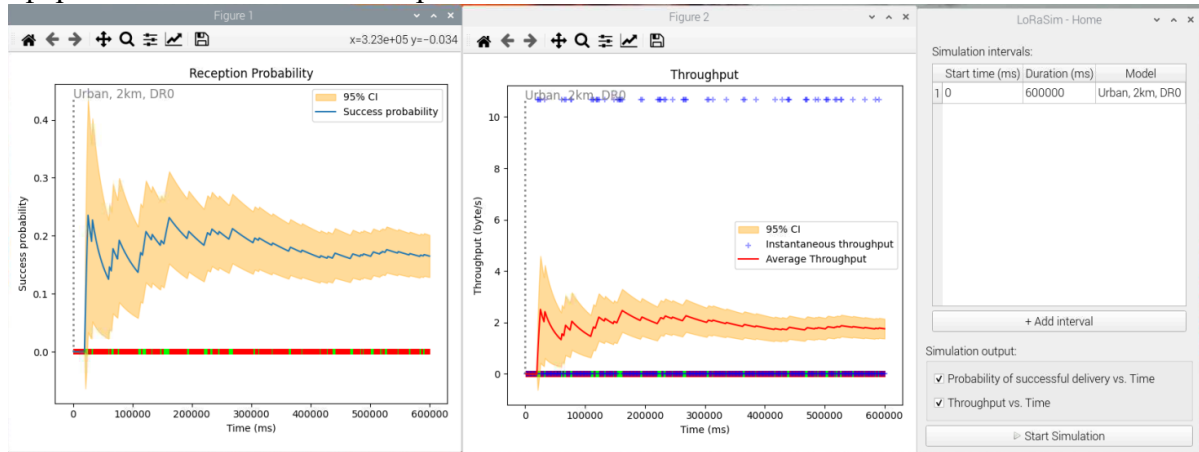 Figure 1
x=3.23e+05 y=-0.034
Reception Probability
Urban, 2km, DR0
95% CI
Success probability
0.4
0.3
0.2
0.1
0.0
Success probability
0
100000
200000
300000
400000
500000
600000
Time (ms)
Figure 2
Throughput
Urban, 2km, DR0
95% CI
Instantaneous throughput
Average Throughput
10
8
6
4
2
0
Throughput (byte/s)
0
100000
200000
300000
400000
500000
600000
Time (ms)
LoRaSim - Home
Simulation intervals:
Start time (ms) Duration (ms) Model
1 0 600000 Urban, 2km, DR0
+ Add interval
Simulation output:
Probability of successful delivery vs. Time
Throughput vs. Time
Start Simulation